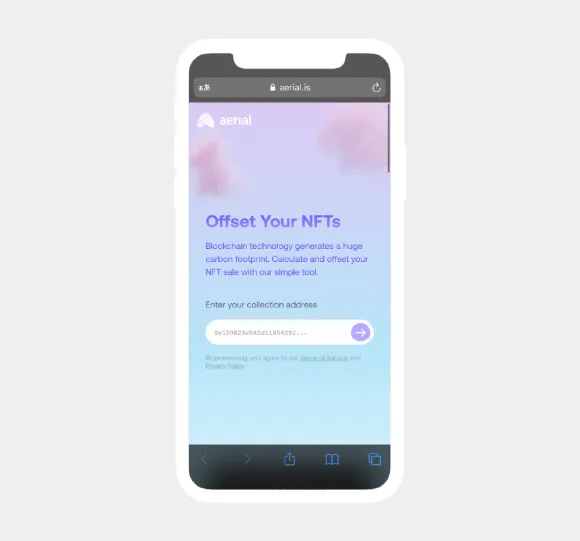 ぁあ aerial.is
aerial
Offset Your NFTs
Blockchain technology generates a huge
carbon footprint. Calculate and offset your
NFT sale with our simple tool.
Enter your collection address
By proceeding, you agree to our Terms of Service and
Privacy Policy.